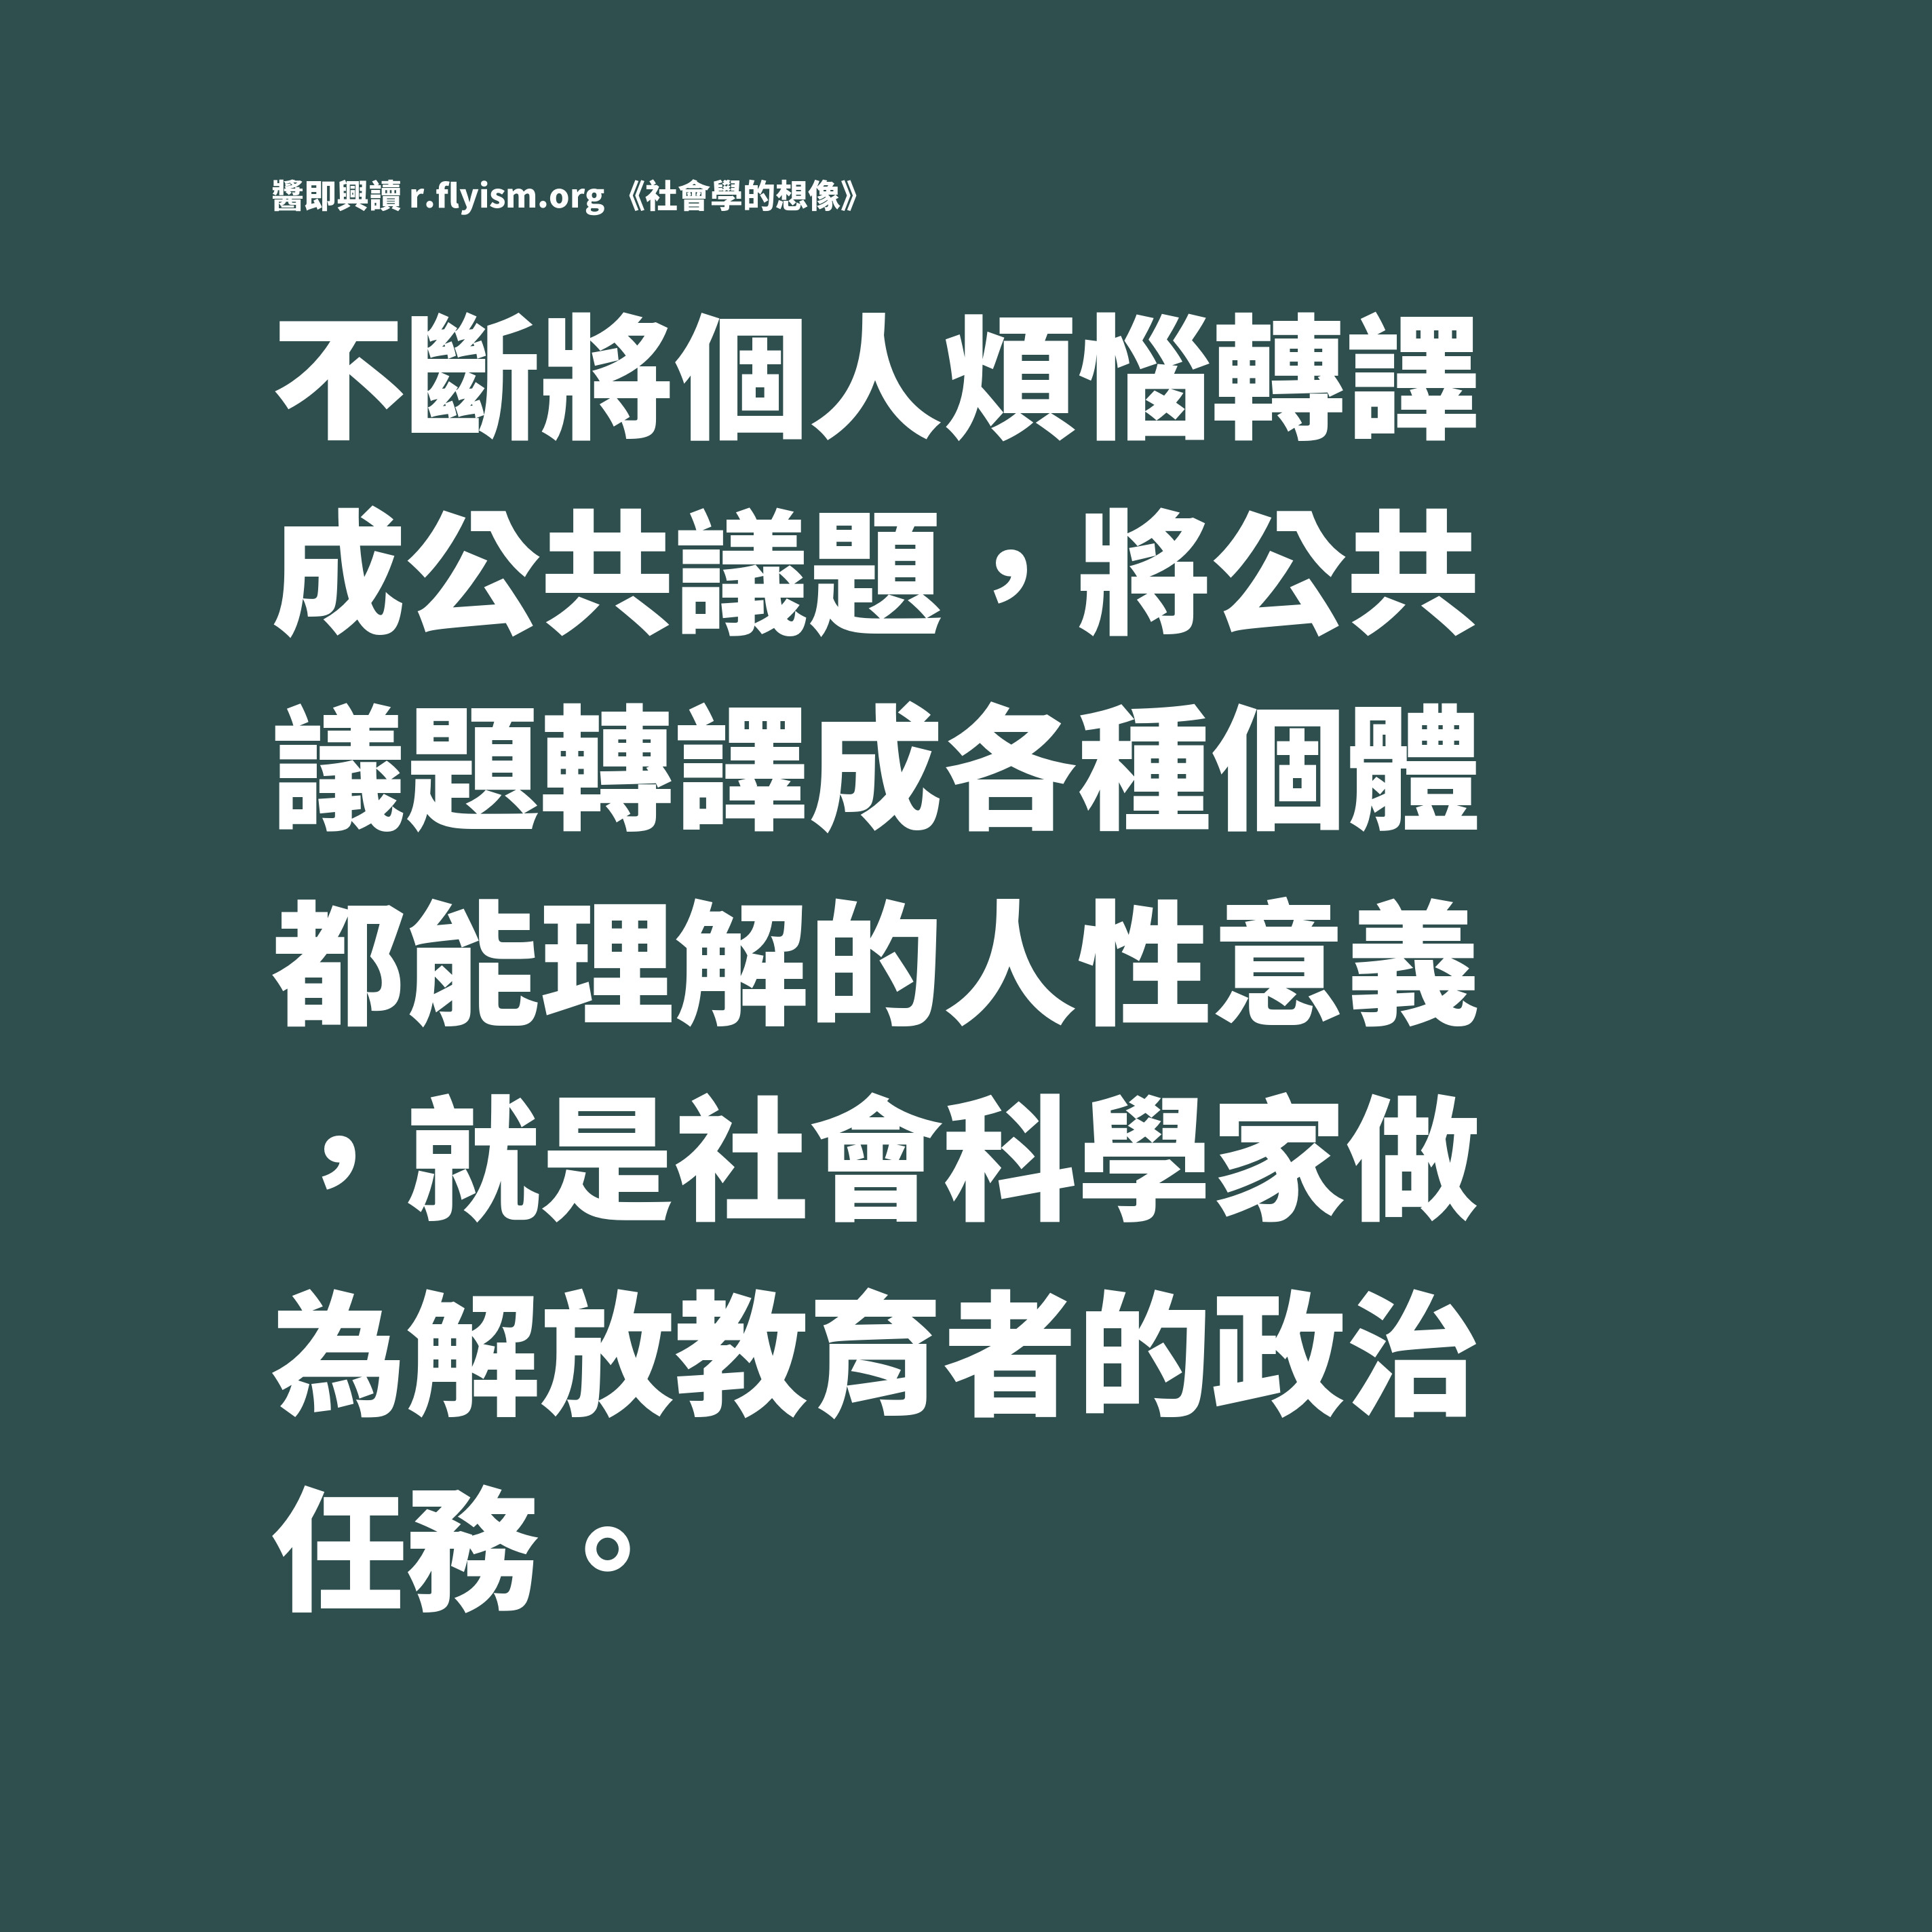 醫即興讀 r.flyism.org 《社會學的想像》
不斷將個人煩惱轉譯
成公共議題，將公共
議題轉譯成各種個體
都能理解的人性意義
，就是社會科學家做
為解放教育者的政治
任務。